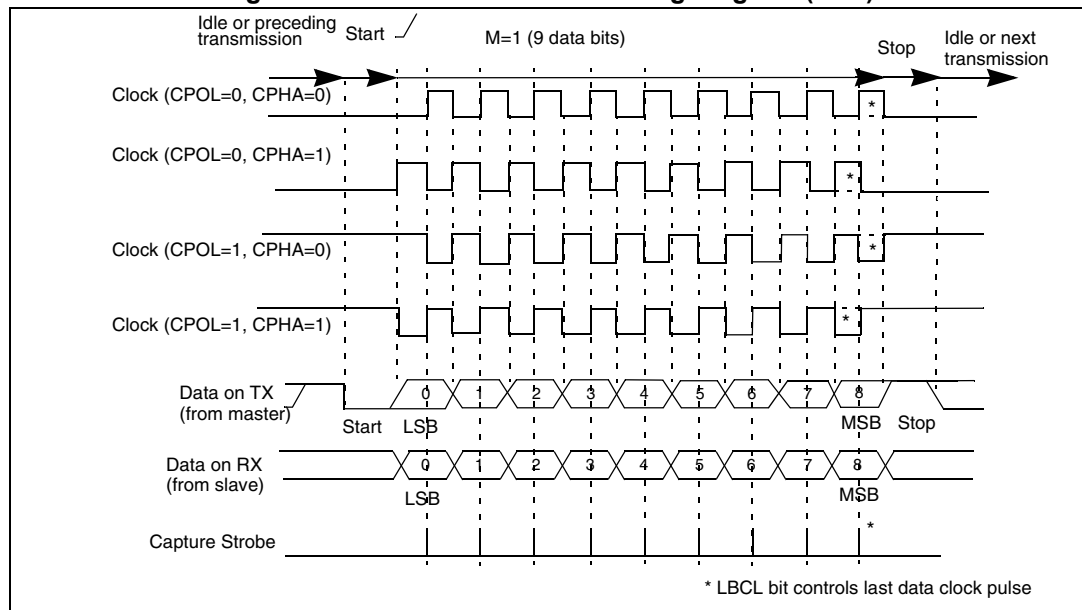 Idle or preceding
transmission
Start
M=1 (9 data bits)
Stop
Idle or next
transmission
Clock (CPOL=0, CPHA=0)
*
Clock (CPOL=0, CPHA=1)
*
Clock (CPOL=1, CPHA=0)
*
Clock (CPOL=1, CPHA=1)
*
Data on TX
(from master)
0 1 2 3 4 5 6 7 8
Start LSB MSB Stop
Data on RX
(from slave)
0 1 2 3 4 5 6 7 8
LSB MSB
Capture Strobe
*
* LBCL bit controls last data clock pulse